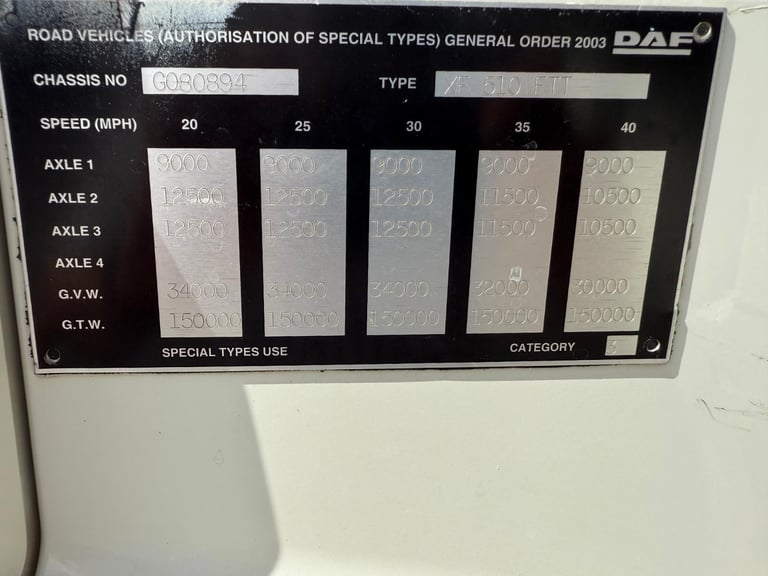 ROAD VEHICLES (AUTHORISATION OF SPECIAL TYPES) GENERAL ORDER 2003 DAF
CHASSIS NO G080894 TYPE XF 510 FTT
SPEED (MPH) 20 25 30 35 40
AXLE 1 9000 9000 9000 9000 9000
AXLE 2 12500 12500 12500 11500 10500
AXLE 3 12500 12500 12500 11500 10500
AXLE 4
G.V.W. 34000 34000 34000 32000 30000
G.T.W. 150000 150000 150000 150000 150000
SPECIAL TYPES USE CATEGORY 3